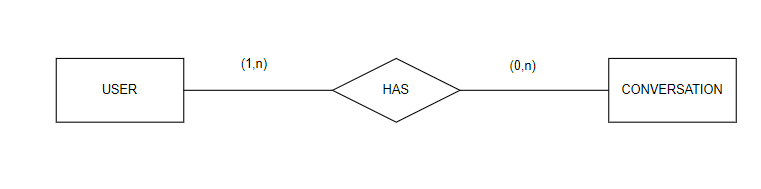 (1,n)
(0,n)
USER
HAS
CONVERSATION